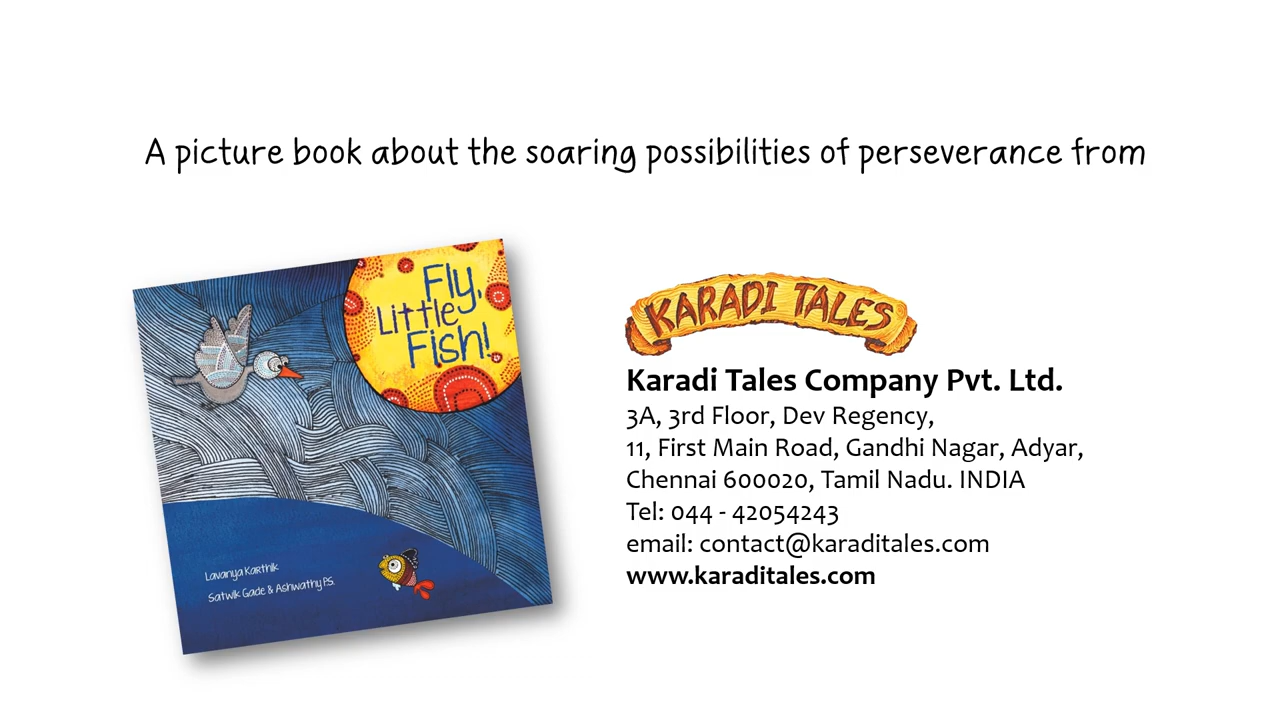 A picture book about the soaring possibilities of perseverance from
Fly,
Little
Fish!
Lavanya Karthik
Satwik Gade & Ashwathy P.S.
KARADI TALES
Karadi Tales Company Pvt. Ltd.
3A, 3rd Floor, Dev Regency,
11, First Main Road, Gandhi Nagar, Adyar,
Chennai 600020, Tamil Nadu. INDIA
Tel: 044 - 42054243
email: contact@karaditales.com
www.karaditales.com